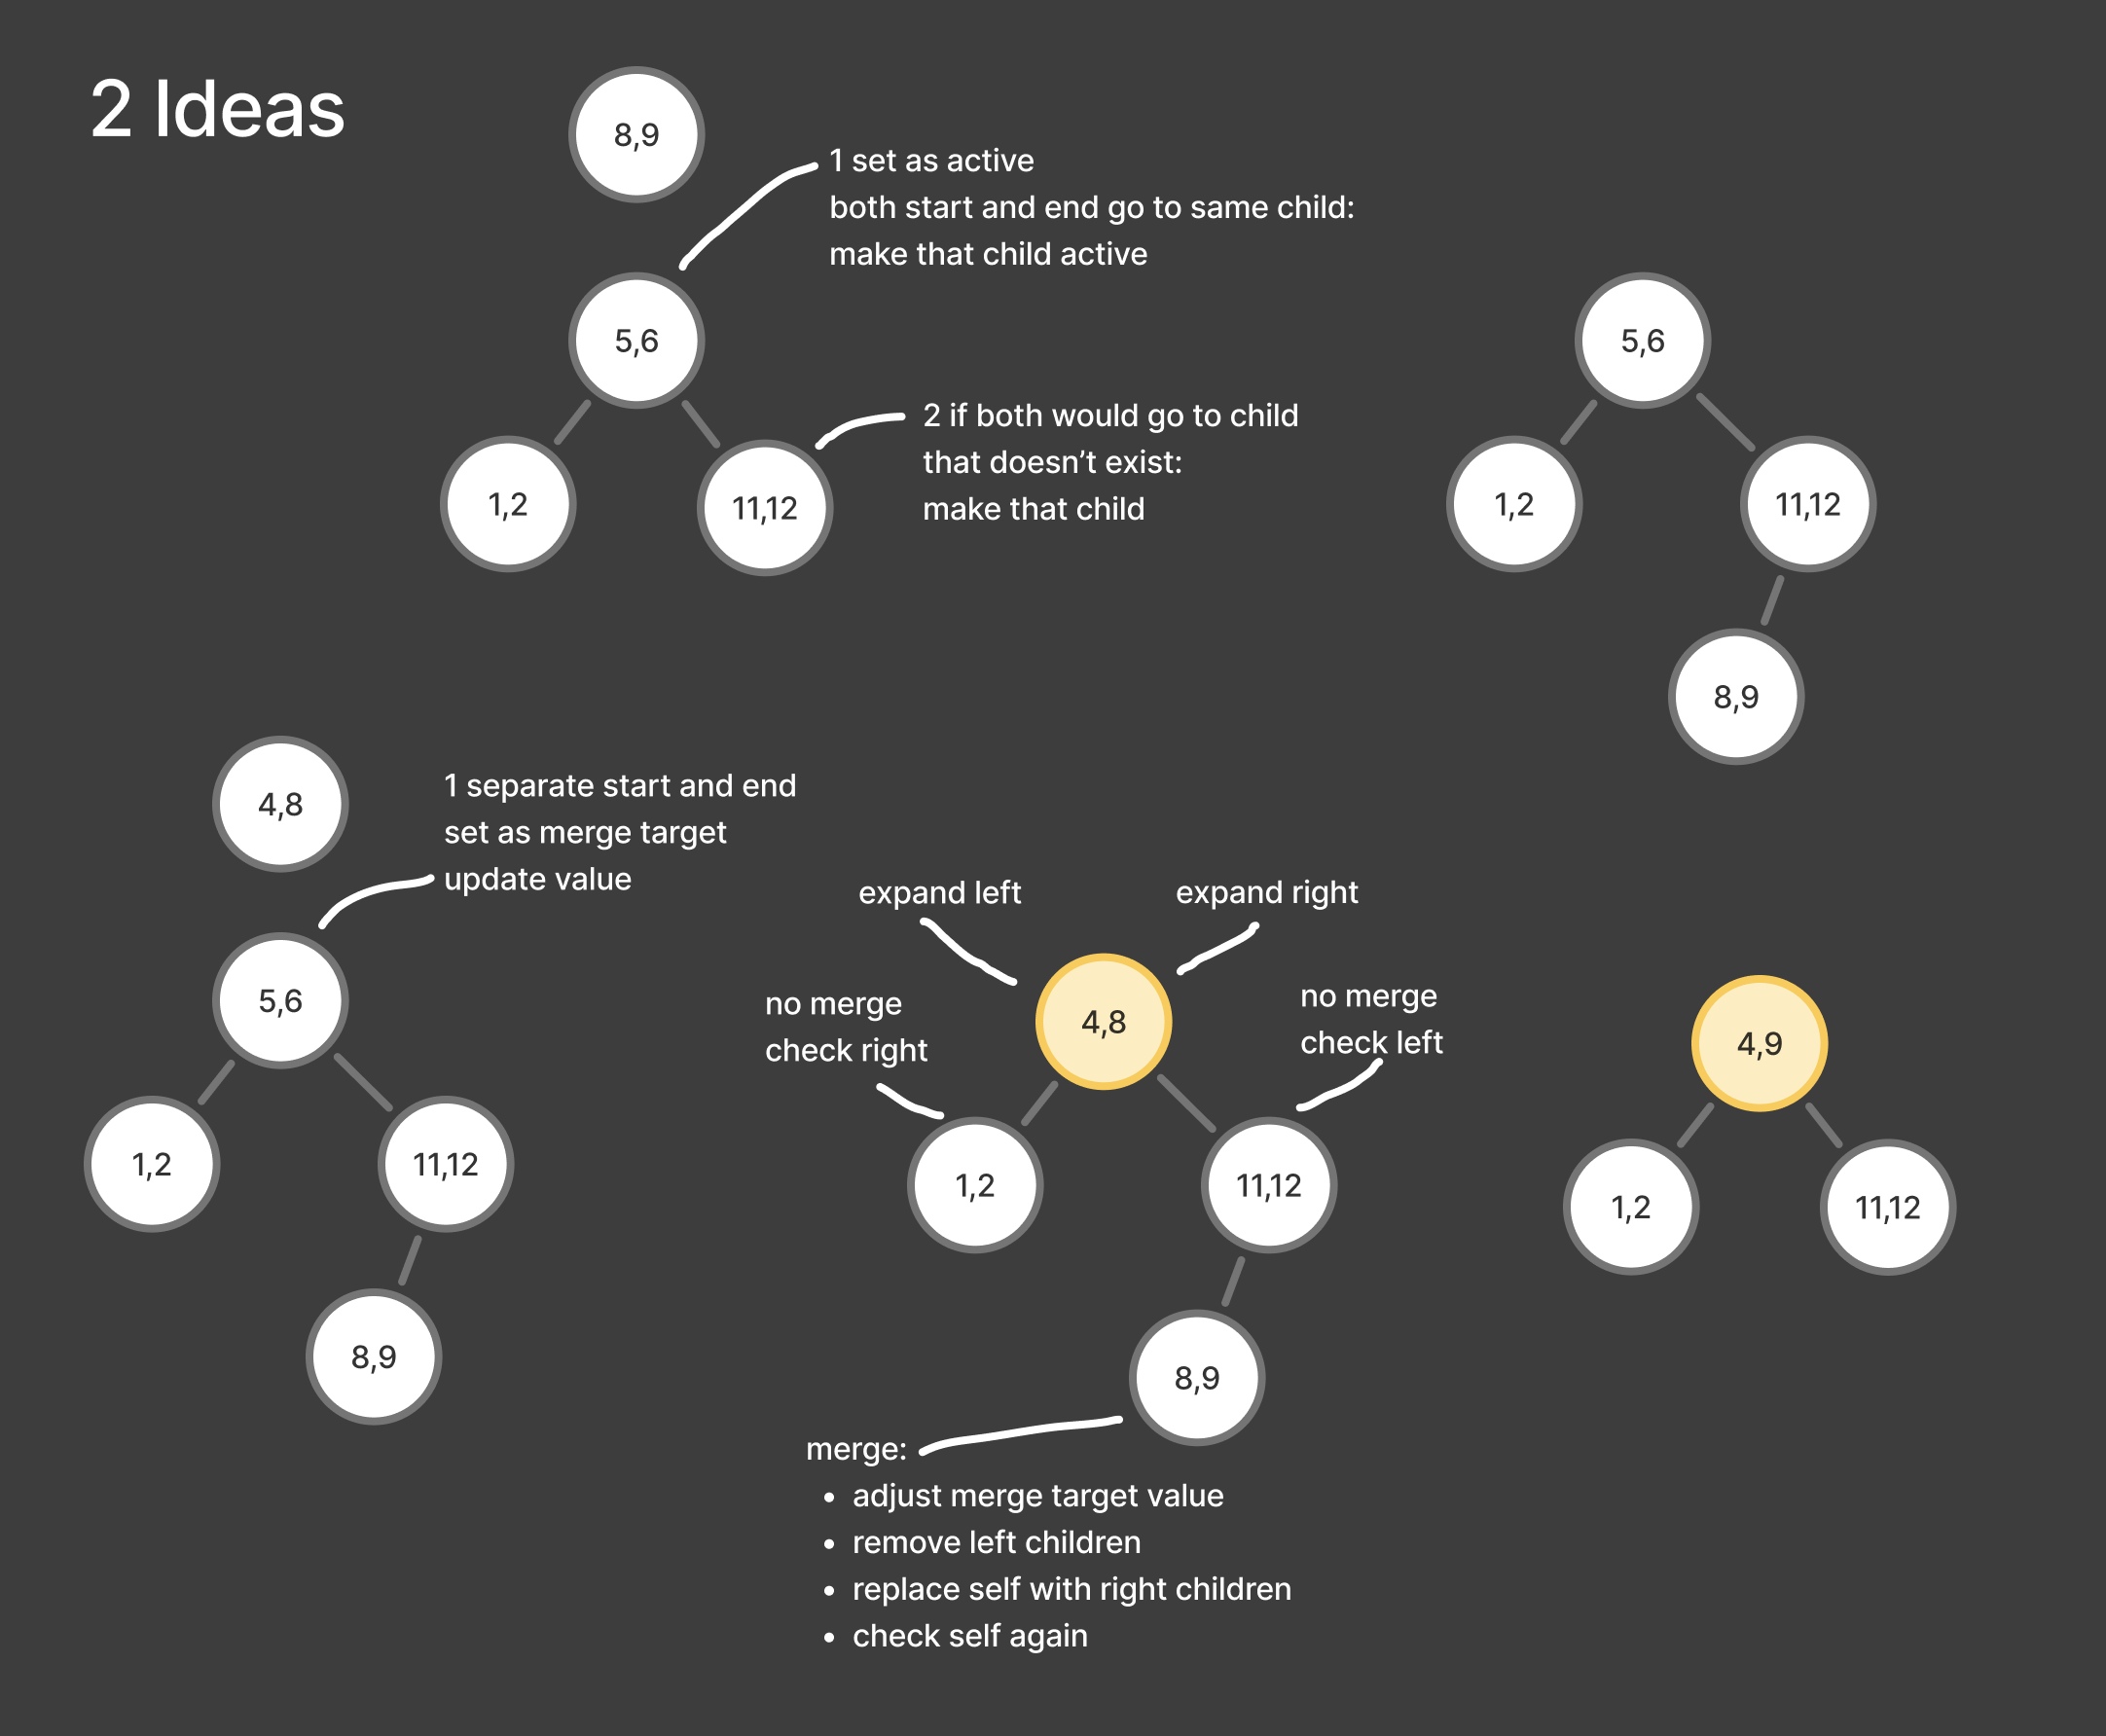 2 Ideas
8,9
1 set as active
both start and end go to same child:
make that child active
5,6
2 if both would go to child
that doesn’t exist:
make that child
1,2
11,12
5,6
1,2
11,12
8,9
4,8
1 separate start and end
set as merge target
update value
5,6
1,2
11,12
8,9
expand left
expand right
no merge
check right
4,8
no merge
check left
1,2
11,12
8,9
merge:
• adjust merge target value
• remove left children
• replace self with right children
• check self again
4,9
1,2
11,12